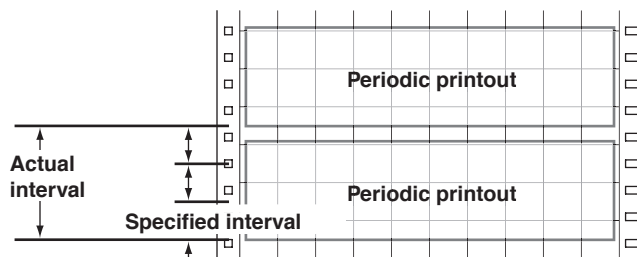 Periodic printout
Actual
interval
Periodic printout
Specified interval